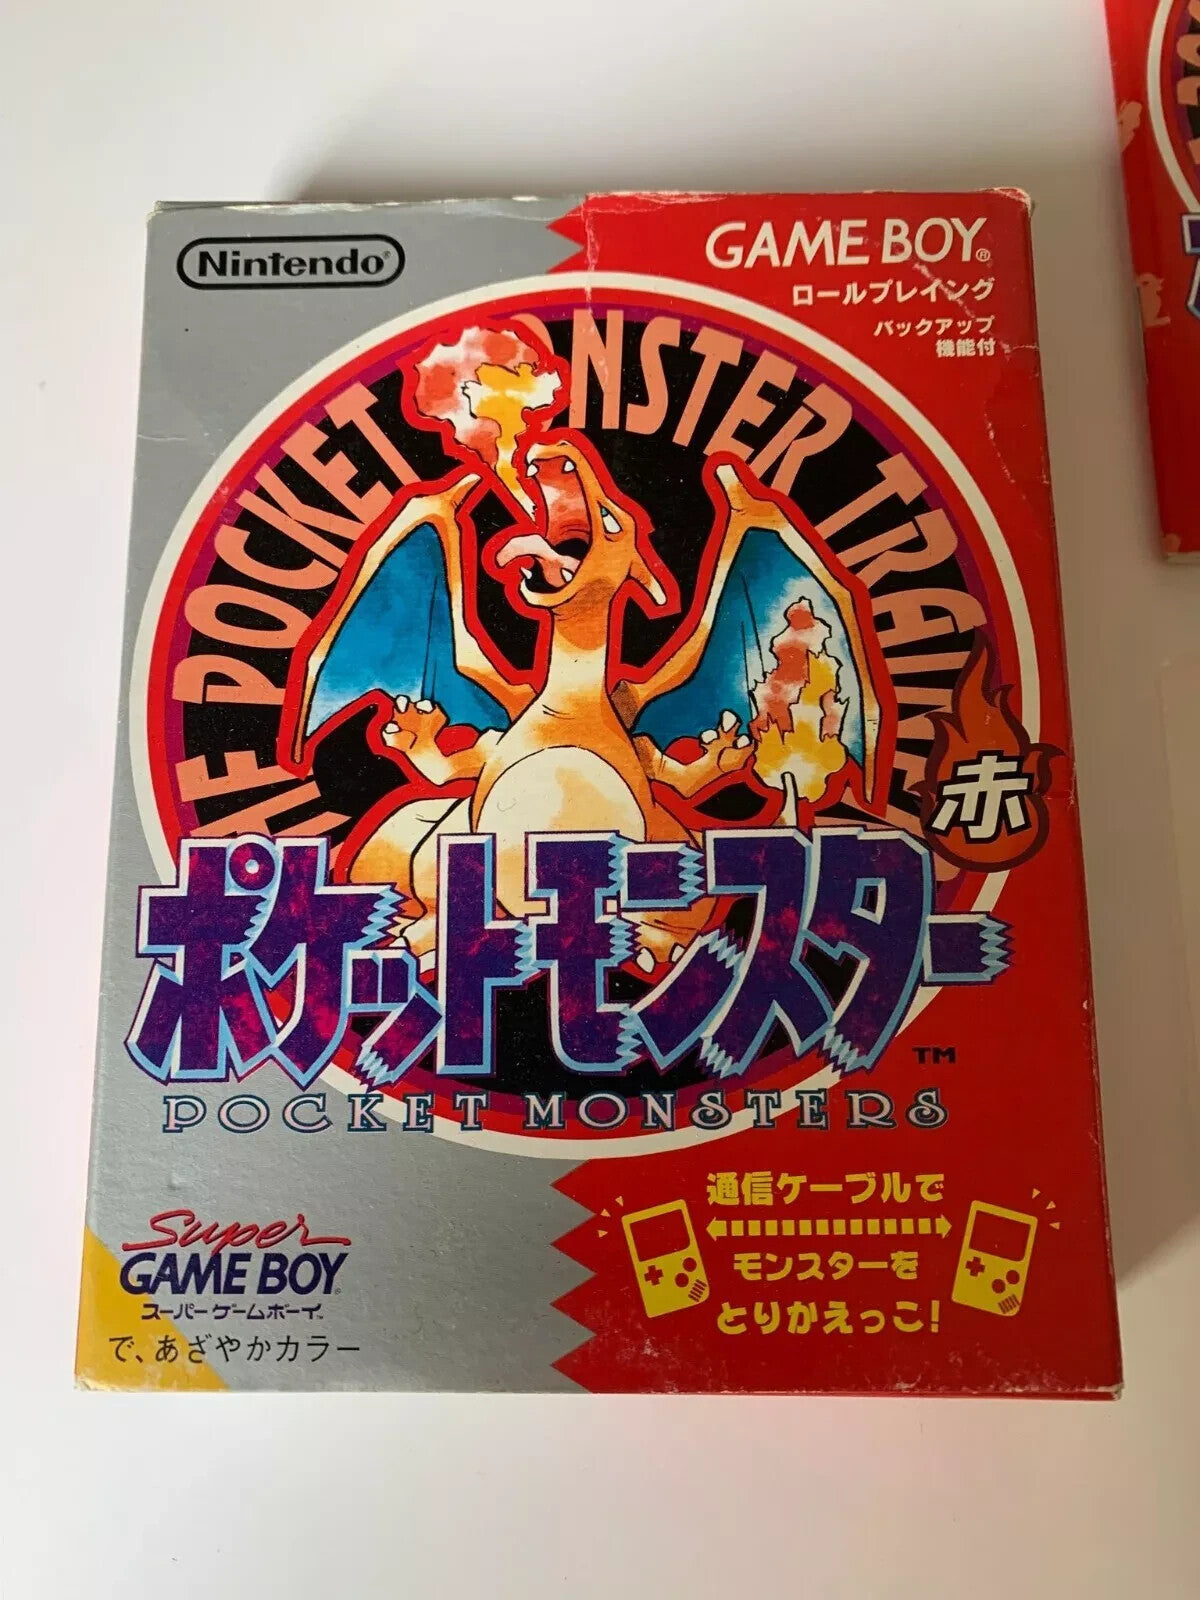 Nintendo®
GAME BOY®
ロールプレイング
バックアップ
機能付
POCKET MONSTER
赤
ポケットモンスター
TM
POCKET MONSTERS
Super
GAME BOY®
スーパーゲームボーイ™
で、あざやかカラー
通信ケーブルで
モンスターを
とりかえっこ!